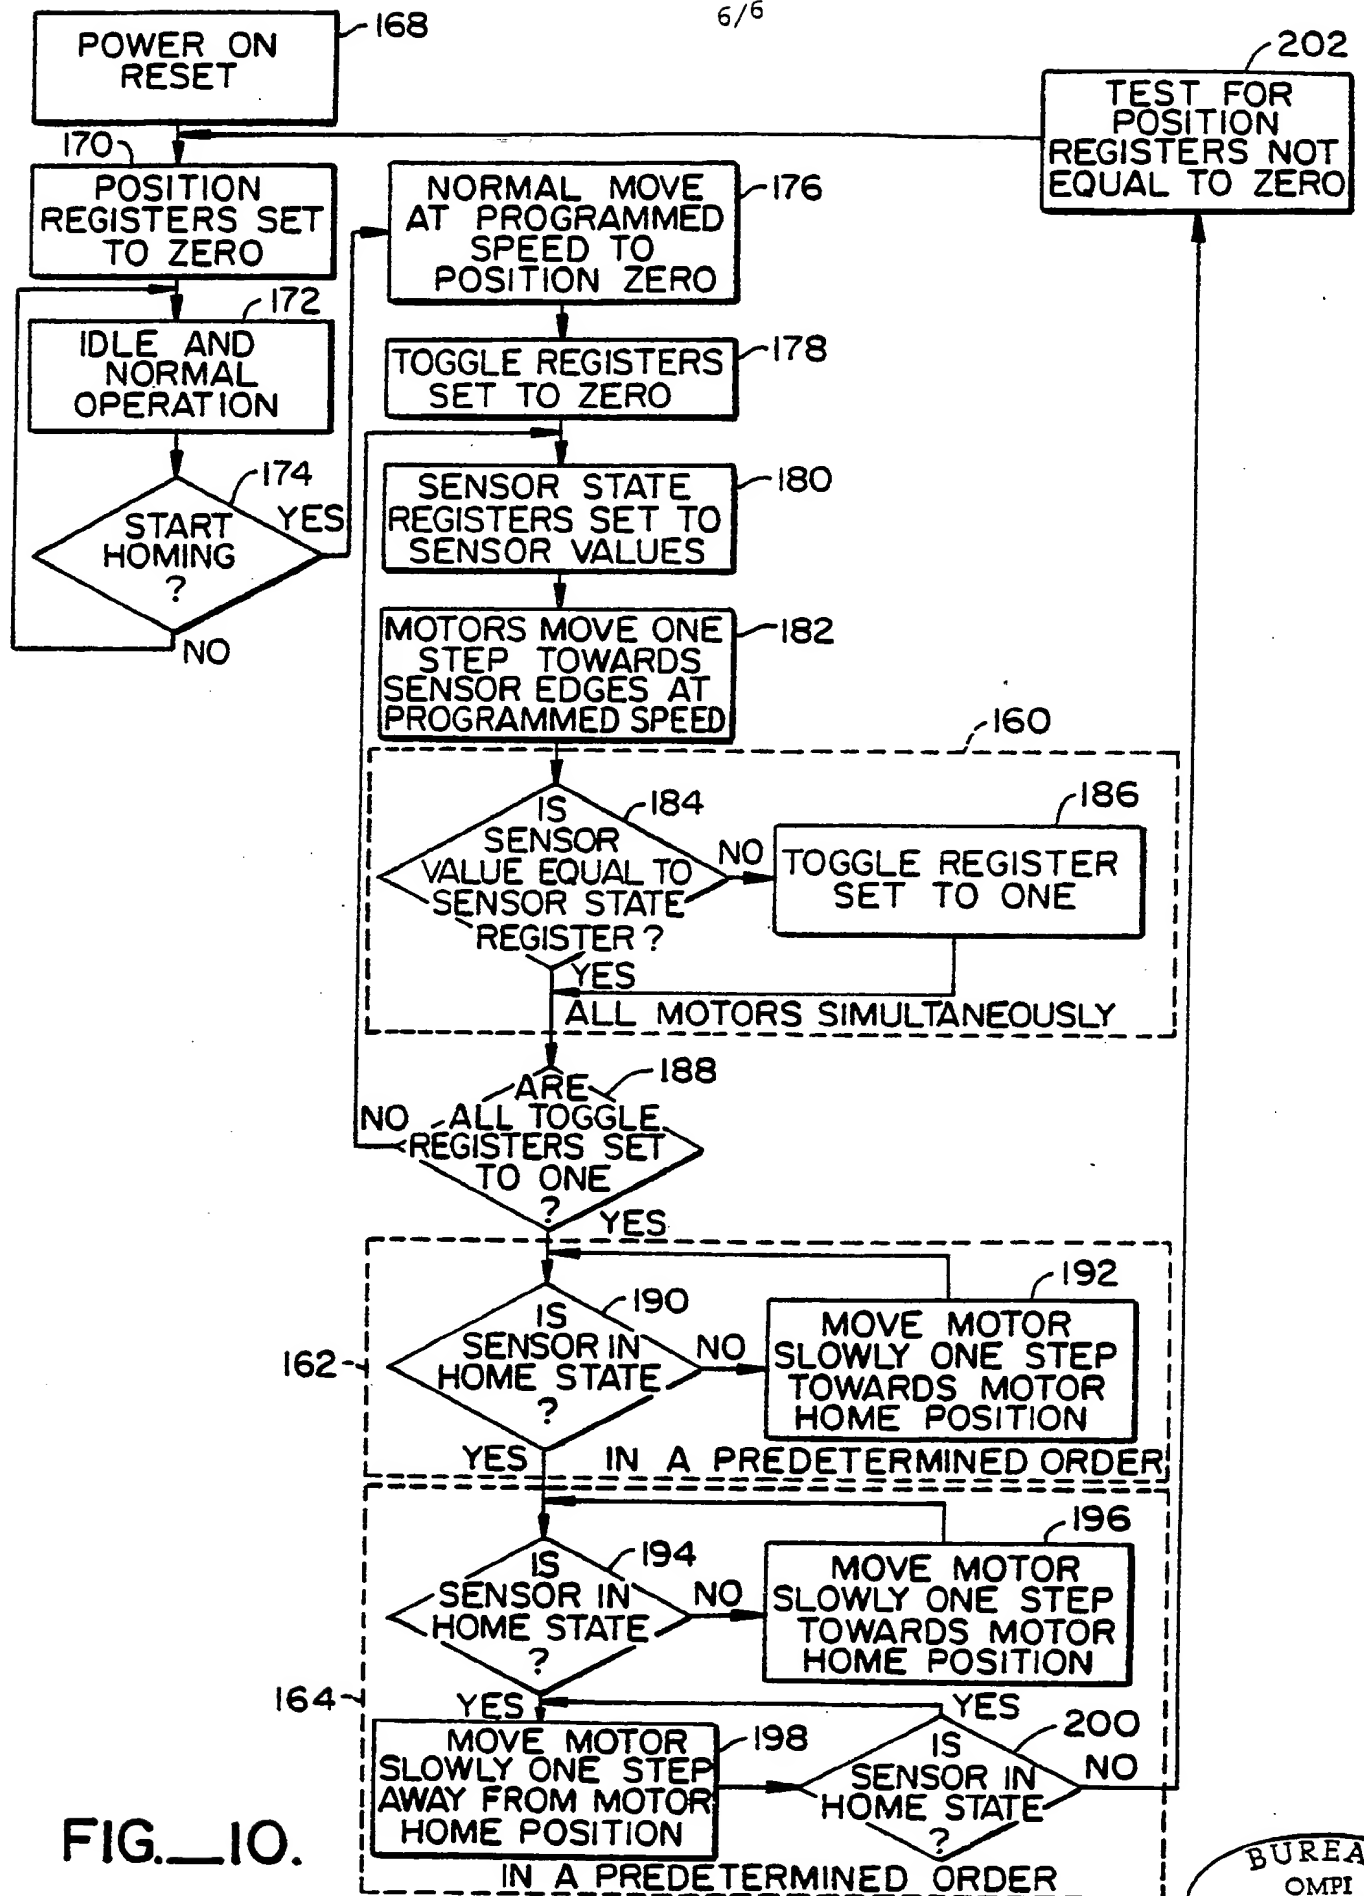 6/6
POWER ON
RESET
168
202
TEST FOR
POSITION
REGISTERS NOT
EQUAL TO ZERO
170
POSITION
REGISTERS SET
TO ZERO
NORMAL MOVE
AT PROGRAMMED
SPEED TO
POSITION ZERO
176
172
IDLE AND
NORMAL
OPERATION
TOGGLE REGISTERS
SET TO ZERO
178
174
START
HOMING
?
YES
NO
SENSOR STATE
REGISTERS SET TO
SENSOR VALUES
180
MOTORS MOVE ONE
STEP TOWARDS
SENSOR EDGES AT
PROGRAMMED SPEED
182
160
184
IS
SENSOR
VALUE EQUAL TO
SENSOR STATE
REGISTER ?
NO
YES
186
TOGGLE REGISTER
SET TO ONE
ALL MOTORS SIMULTANEOUSLY
188
ARE
ALL TOGGLE
REGISTERS SET
TO ONE
?
NO
YES
162
190
IS
SENSOR IN
HOME STATE
?
NO
YES
192
MOVE MOTOR
SLOWLY ONE STEP
TOWARDS MOTOR
HOME POSITION
IN A PREDETERMINED ORDER
194
IS
SENSOR IN
HOME STATE
?
NO
YES
196
MOVE MOTOR
SLOWLY ONE STEP
TOWARDS MOTOR
HOME POSITION
164
MOVE MOTOR
SLOWLY ONE STEP
AWAY FROM MOTOR
HOME POSITION
198
YES
200
IS
SENSOR IN
HOME STATE
?
NO
IN A PREDETERMINED ORDER
FIG._10.
BUREA
OMPI